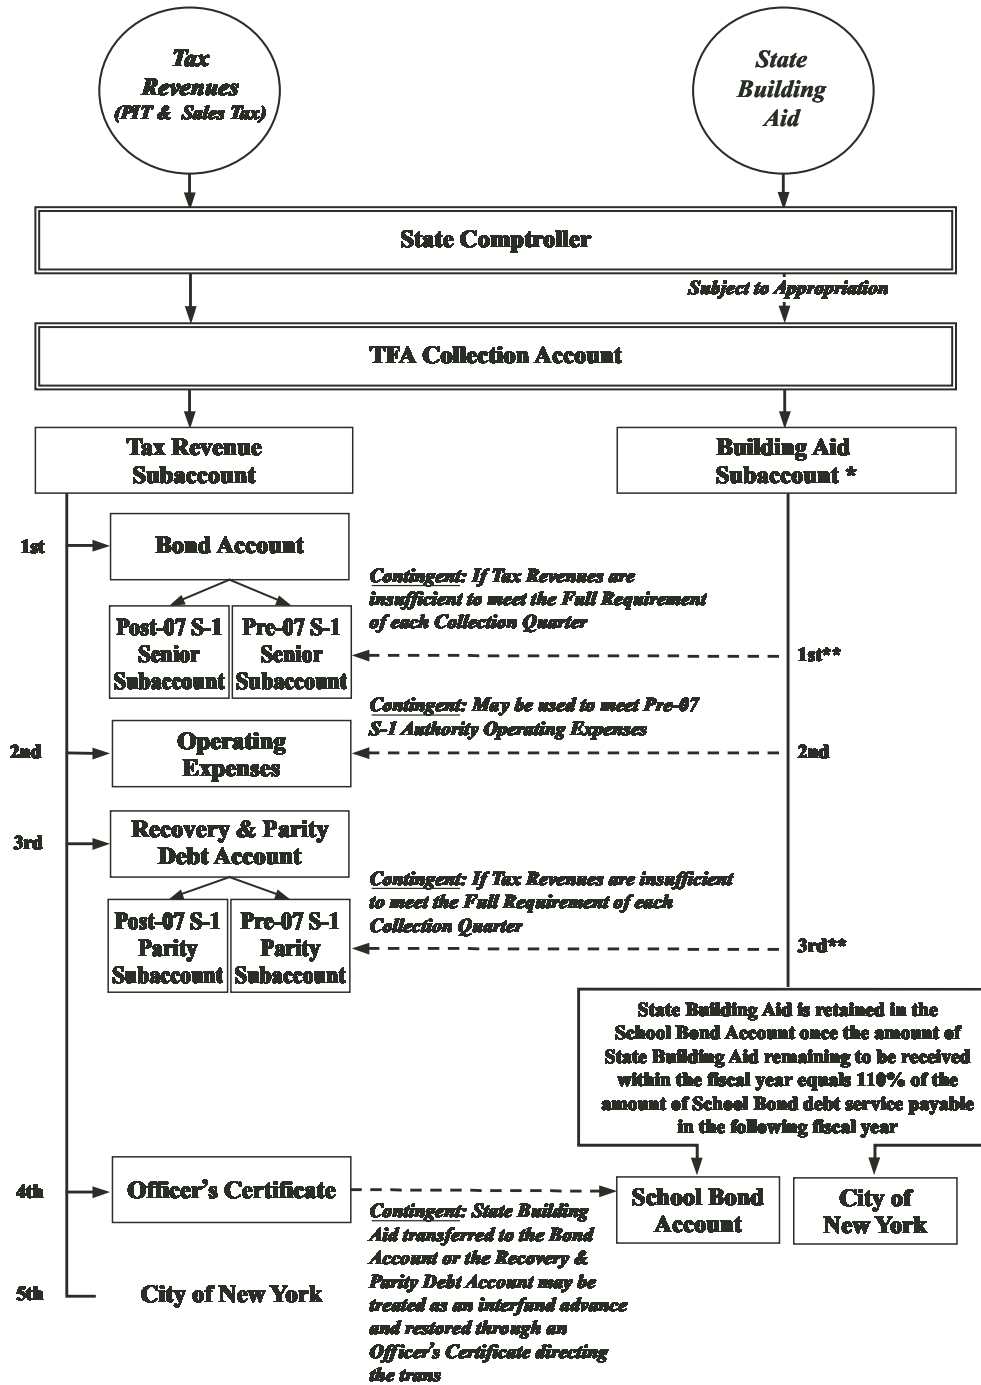 Tax
Revenues
(PIT & Sales Tax)
State
Building
Aid
State Comptroller
Subject to Appropriation
TFA Collection Account
Tax Revenue
Subaccount
Building Aid
Subaccount *
1st
Bond Account
Contingent: If Tax Revenues are
insufficient to meet the Full Requirement
of each Collection Quarter
Post-07 S-1
Senior
Subaccount
Pre-07 S-1
Senior
Subaccount
1st**
Contingent: May be used to meet Pre-07
S-1 Authority Operating Expenses
2nd
Operating
Expenses
2nd
3rd
Recovery & Parity
Debt Account
Contingent: If Tax Revenues are insufficient
to meet the Full Requirement of each
Collection Quarter
Post-07 S-1
Parity
Subaccount
Pre-07 S-1
Parity
Subaccount
3rd**
State Building Aid is retained in the
School Bond Account once the amount of
State Building Aid remaining to be received
within the fiscal year equals 110% of the
amount of School Bond debt service payable
in the following fiscal year
4th
Officer's Certificate
School Bond
Account
City of
New York
Contingent: State Building
Aid transferred to the Bond
Account or the Recovery &
Parity Debt Account may be
treated as an interfund advance
and restored through an
Officer's Certificate directing
the trans
5th
City of New York